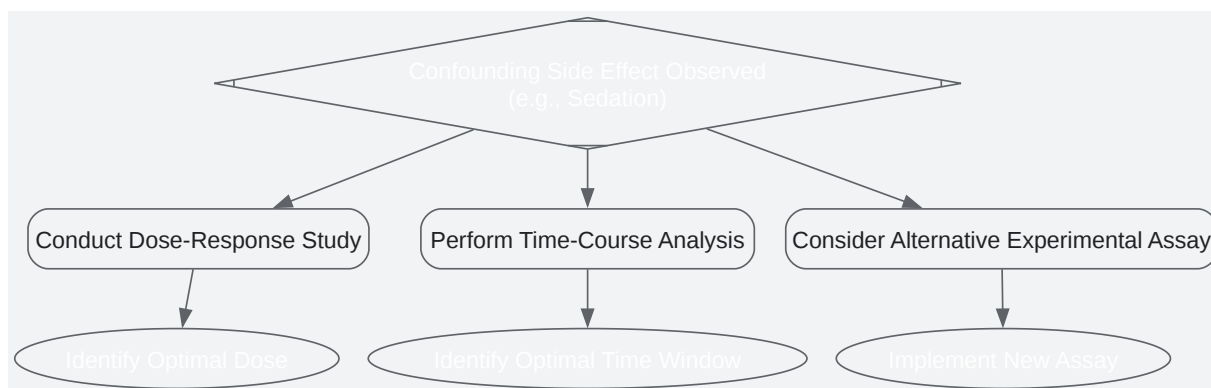 Confounding Side Effect Observed
(e.g., Sedation)
Conduct Dose-Response Study
Perform Time-Course Analysis
Consider Alternative Experimental Assay
Identify Optimal Dose
Identify Optimal Time Window
Implement New Assay